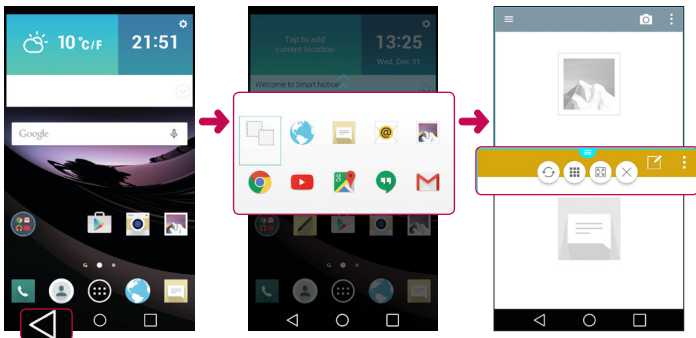 10°C/F 21:51
Google
Tap to add
current location
13:25
Wed, Dec 31
Welcome to Smart Notice!